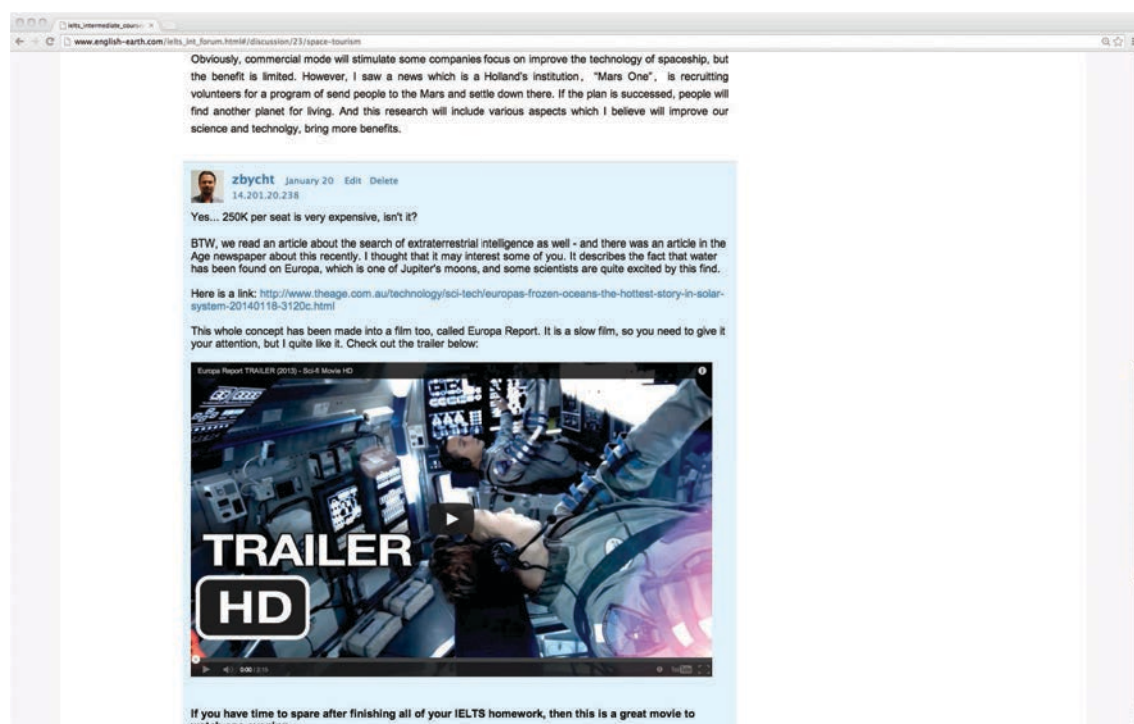 ielts_intermediate_cours
www.english-earth.com/ielts_int_forum.html#/discussion/23/space-tourism
Obviously, commercial mode will stimulate some companies focus on improve the technology of spaceship, but
the benefit is limited. However, I saw a news which is a Holland's institution, "Mars One", is recruiting
volunteers for a program of send people to the Mars and settle down there. If the plan is successed, people will
find another planet for living. And this research will include various aspects which I believe will improve our
science and technolgy, bring more benefits.
zbycht January 20 Edit Delete
14.201.20.238
Yes... 250K per seat is very expensive, isn't it?
BTW, we read an article about the search of extraterrestrial intelligence as well - and there was an article in the
Age newspaper about this recently. I thought that it may interest some of you. It describes the fact that water
has been found on Europa, which is one of Jupiter's moons, and some scientists are quite excited by this find.
Here is a link: http://www.theage.com.au/technology/sci-tech/europas-frozen-oceans-the-hottest-story-in-solar-
system-20140118-3120c.html
This whole concept has been made into a film too, called Europa Report. It is a slow film, so you need to give it
your attention, but I quite like it. Check out the trailer below:
Europa Report TRAILER (2013) - Sci-fi Movie HD
TRAILER
HD
0:00 / 2:15
YouTube
If you have time to spare after finishing all of your IELTS homework, then this is a great movie to